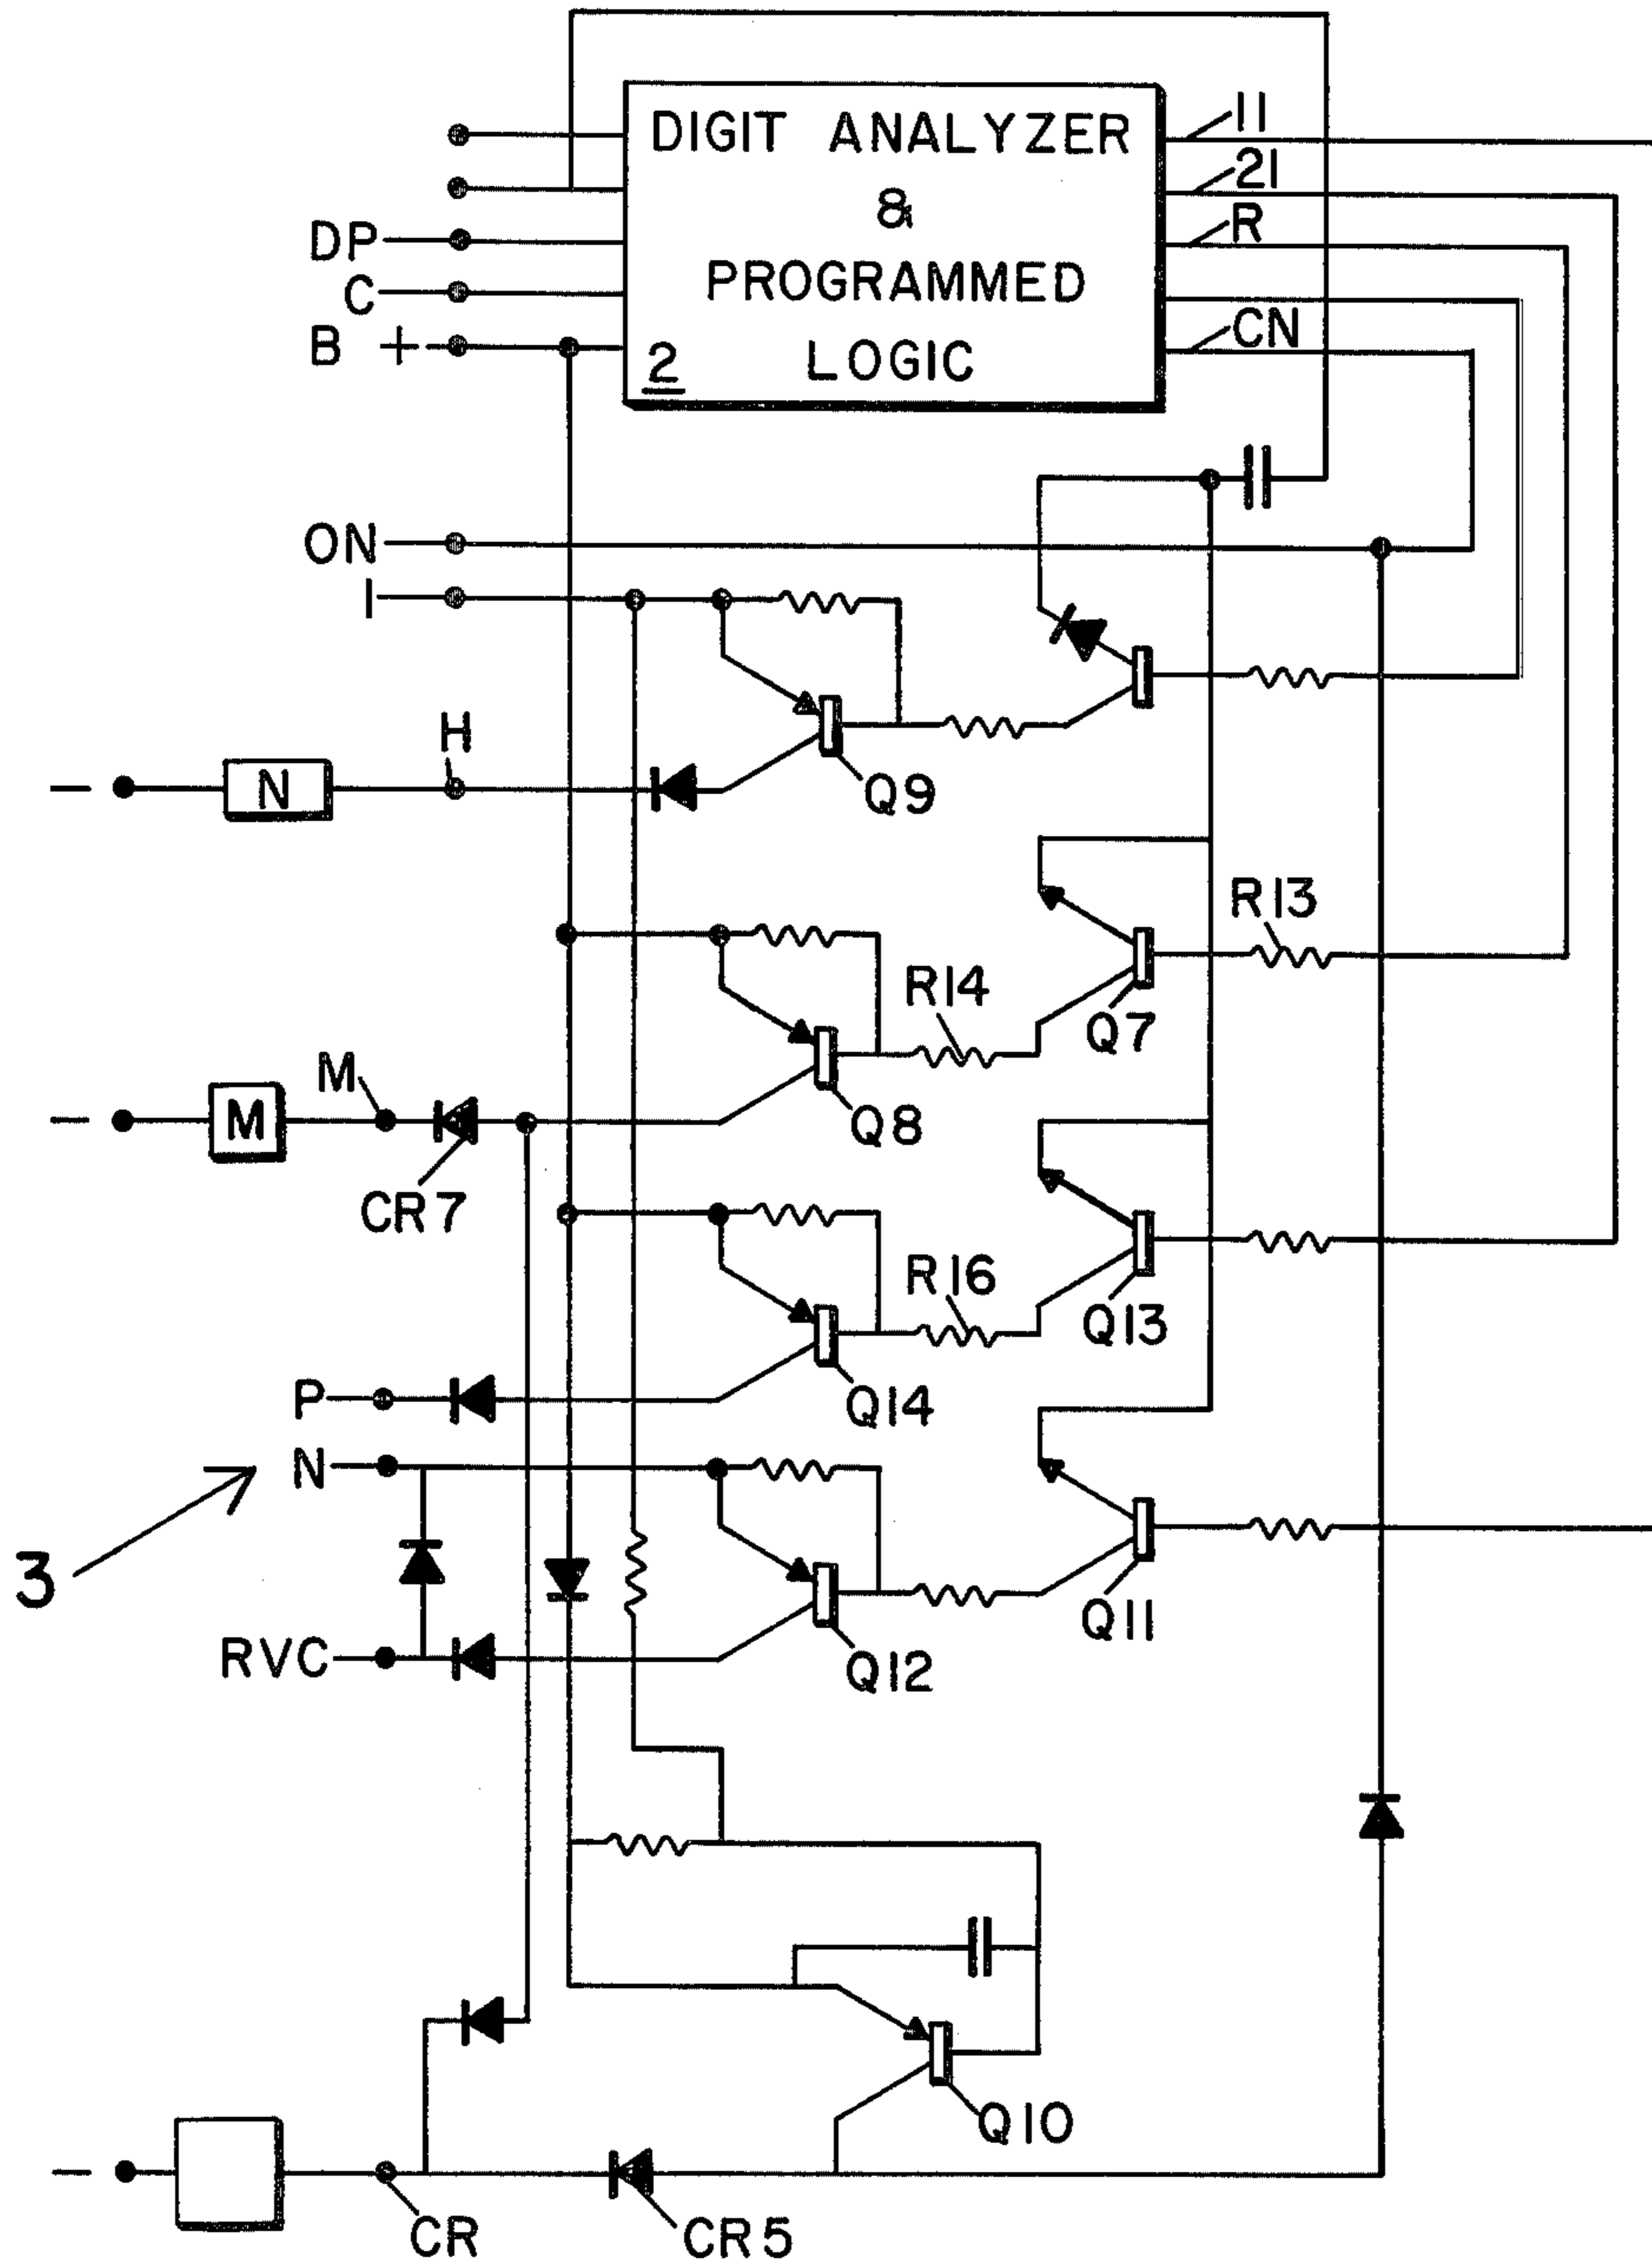 DIGIT ANALYZER
&
PROGRAMMED
LOGIC
2
11
21
R
CN
DP
C
B +
ON
I
H
N
Q9
R13
R14
Q7
M
M
Q8
CR7
R16
Q13
P
Q14
N
3
Q11
RVC
Q12
Q10
CR
CR5